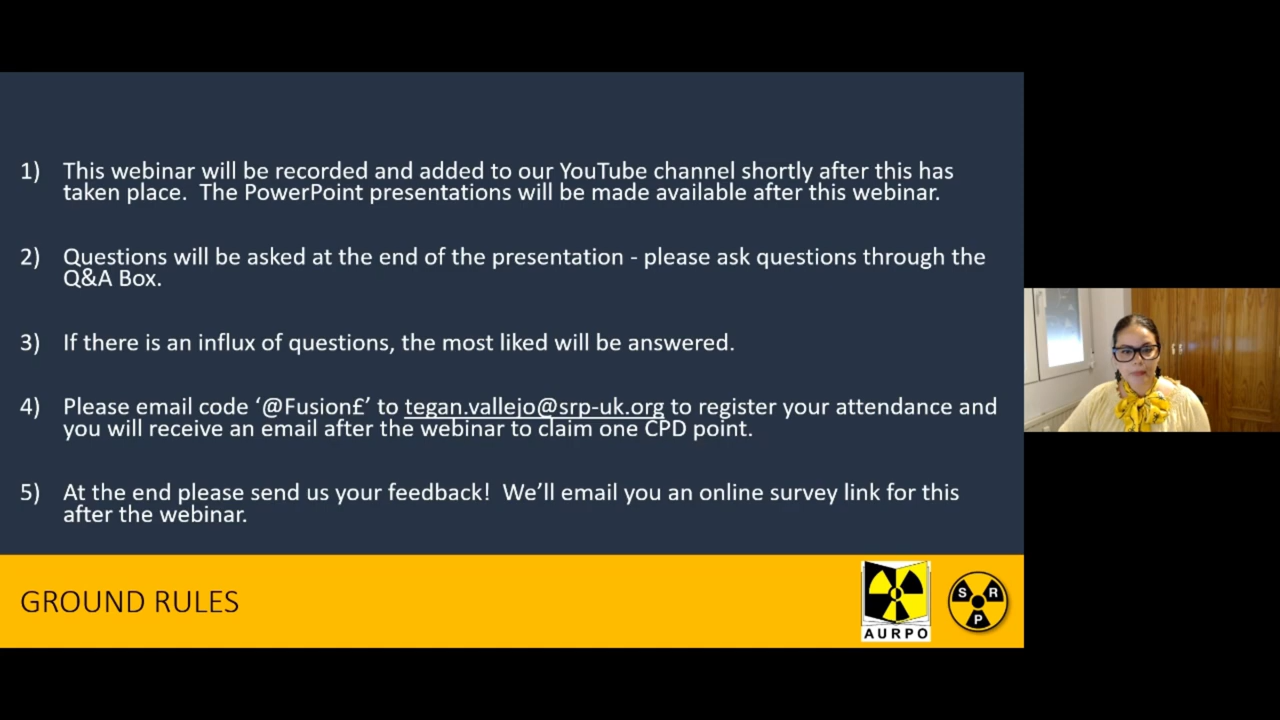 1) This webinar will be recorded and added to our YouTube channel shortly after this has
taken place.  The PowerPoint presentations will be made available after this webinar.
2) Questions will be asked at the end of the presentation - please ask questions through the
Q&A Box.
3) If there is an influx of questions, the most liked will be answered.
4) Please email code ‘@Fusion£’ to tegan.vallejo@srp-uk.org to register your attendance and
you will receive an email after the webinar to claim one CPD point.
5) At the end please send us your feedback!  We’ll email you an online survey link for this
after the webinar.
GROUND RULES
AURPO
S R
P